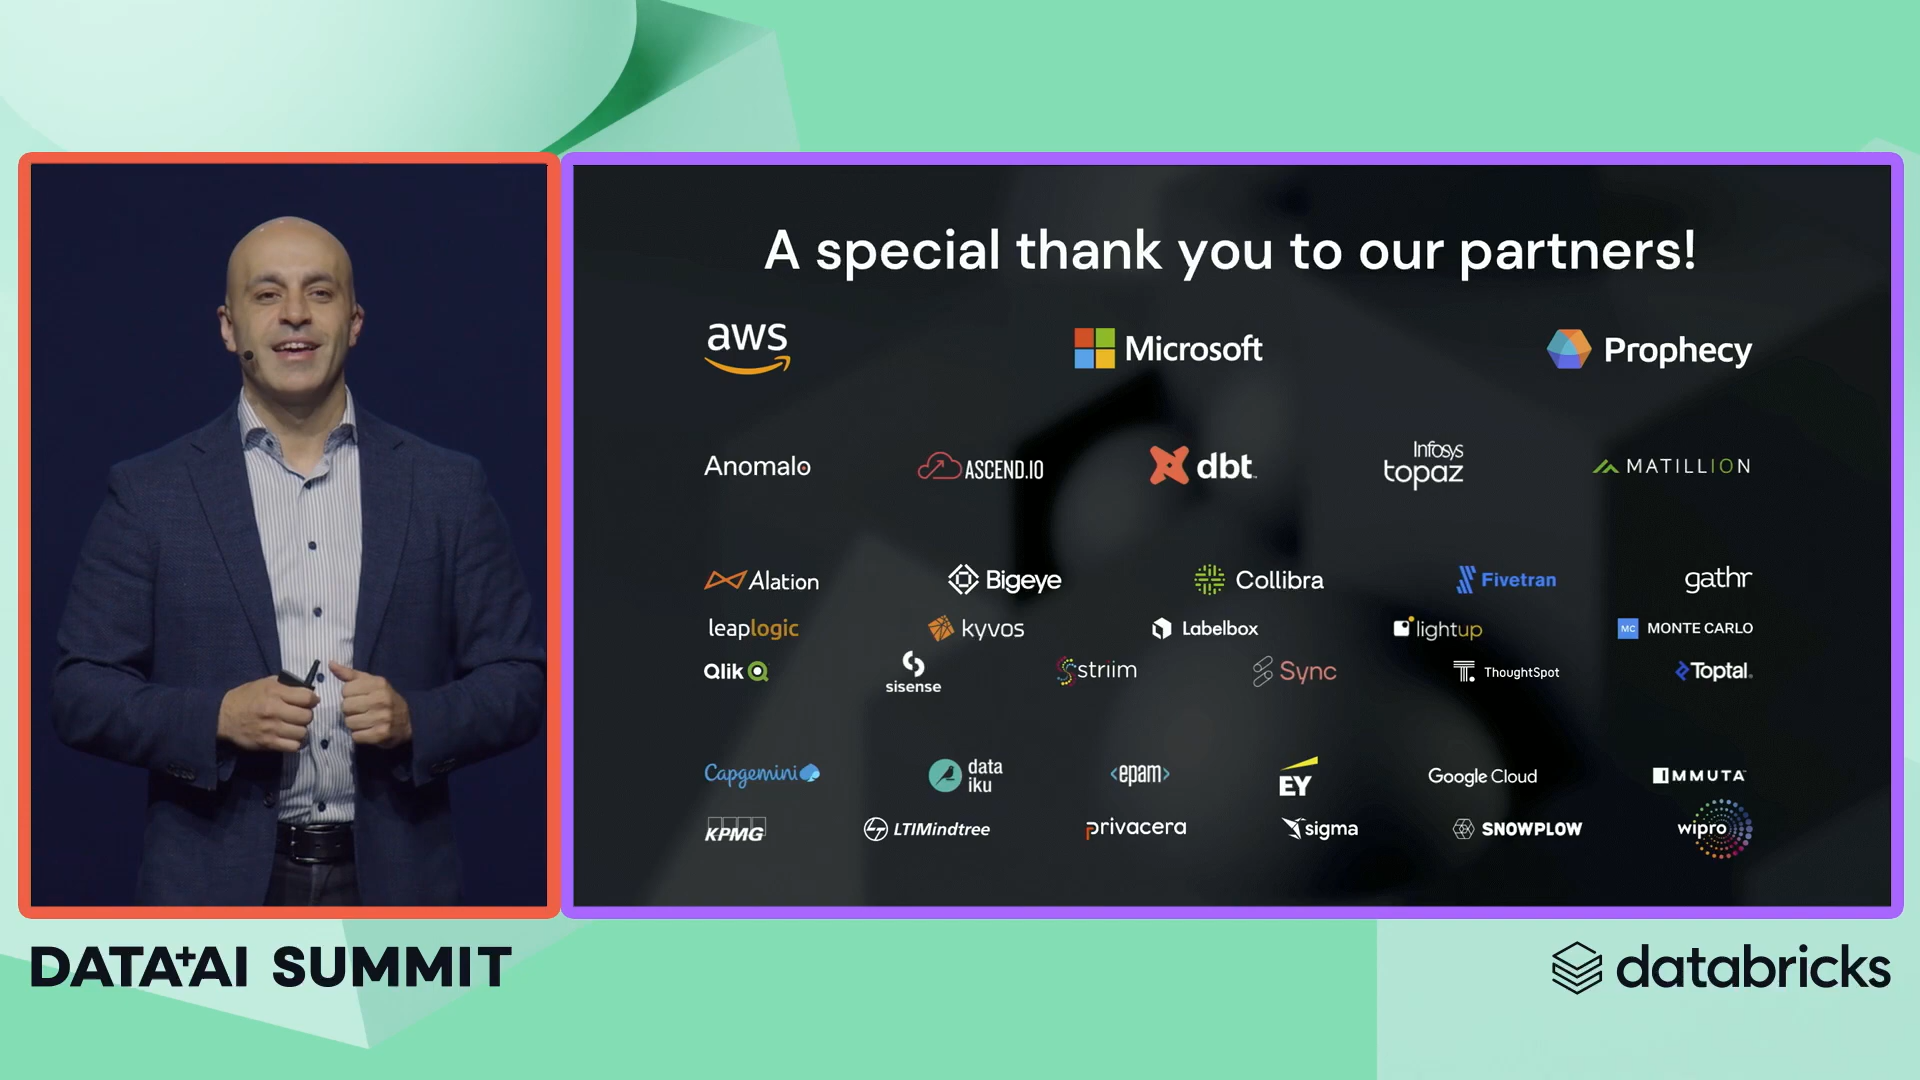 A special thank you to our partners!
aws Microsoft Prophecy
Anomalo ASCEND.IO dbt Infosys topaz MATILLION
Alation Bigeye Collibra Fivetran gathr
leaplogic kyvos Labelbox lightup MC MONTE CARLO
Qlik sisense striim Sync ThoughtSpot Toptal
Capgemini data iku <epam> EY Google Cloud IMMUTA
KPMG LTIMindtree privacera sigma SNOWPLOW wipro
DATA+AI SUMMIT
databricks